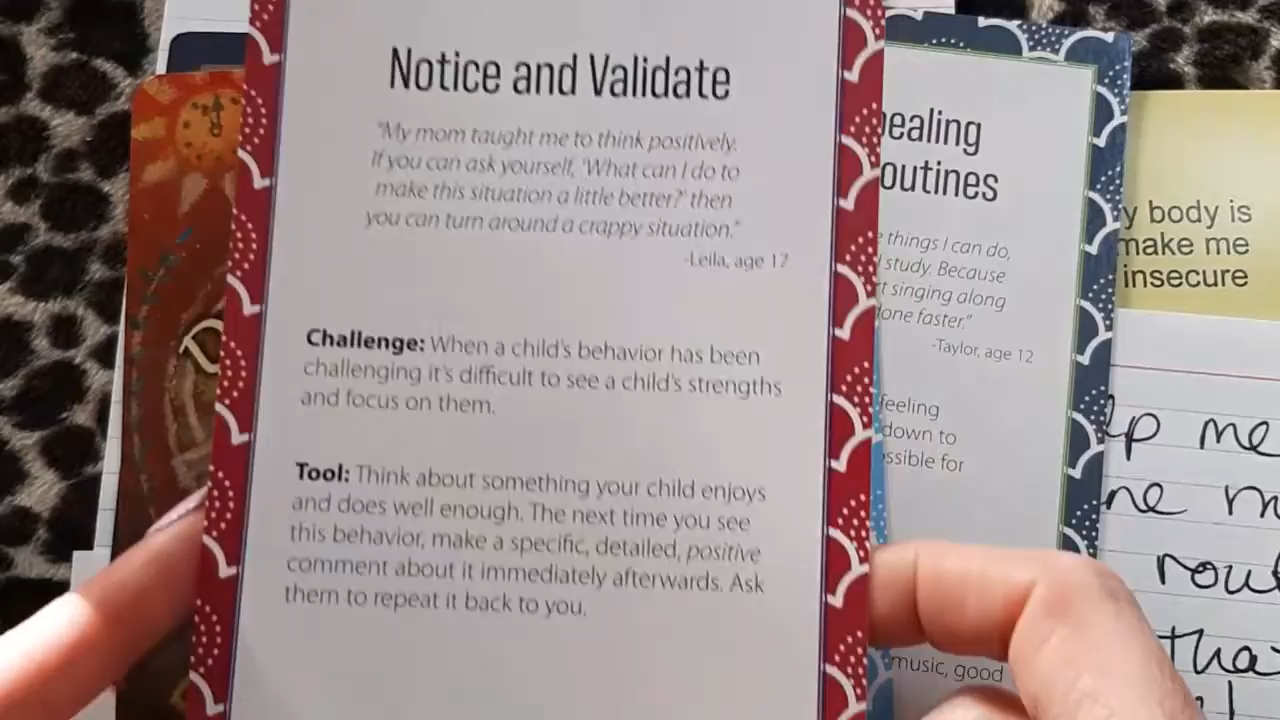 Notice and Validate
"My mom taught me to think positively.
If you can ask yourself, 'What can I do to
make this situation a little better?' then
you can turn around a crappy situation."
-Leila, age 17
Challenge: When a child's behavior has been
challenging it's difficult to see a child's strengths
and focus on them.
Tool: Think about something your child enjoys
and does well enough. The next time you see
this behavior, make a specific, detailed, positive
comment about it immediately afterwards. Ask
them to repeat it back to you.
things I can do,
study. Because
singing along
faster."
-Taylor, age 12
feeling
down to
for
music, good
body is
make me
insecure
me